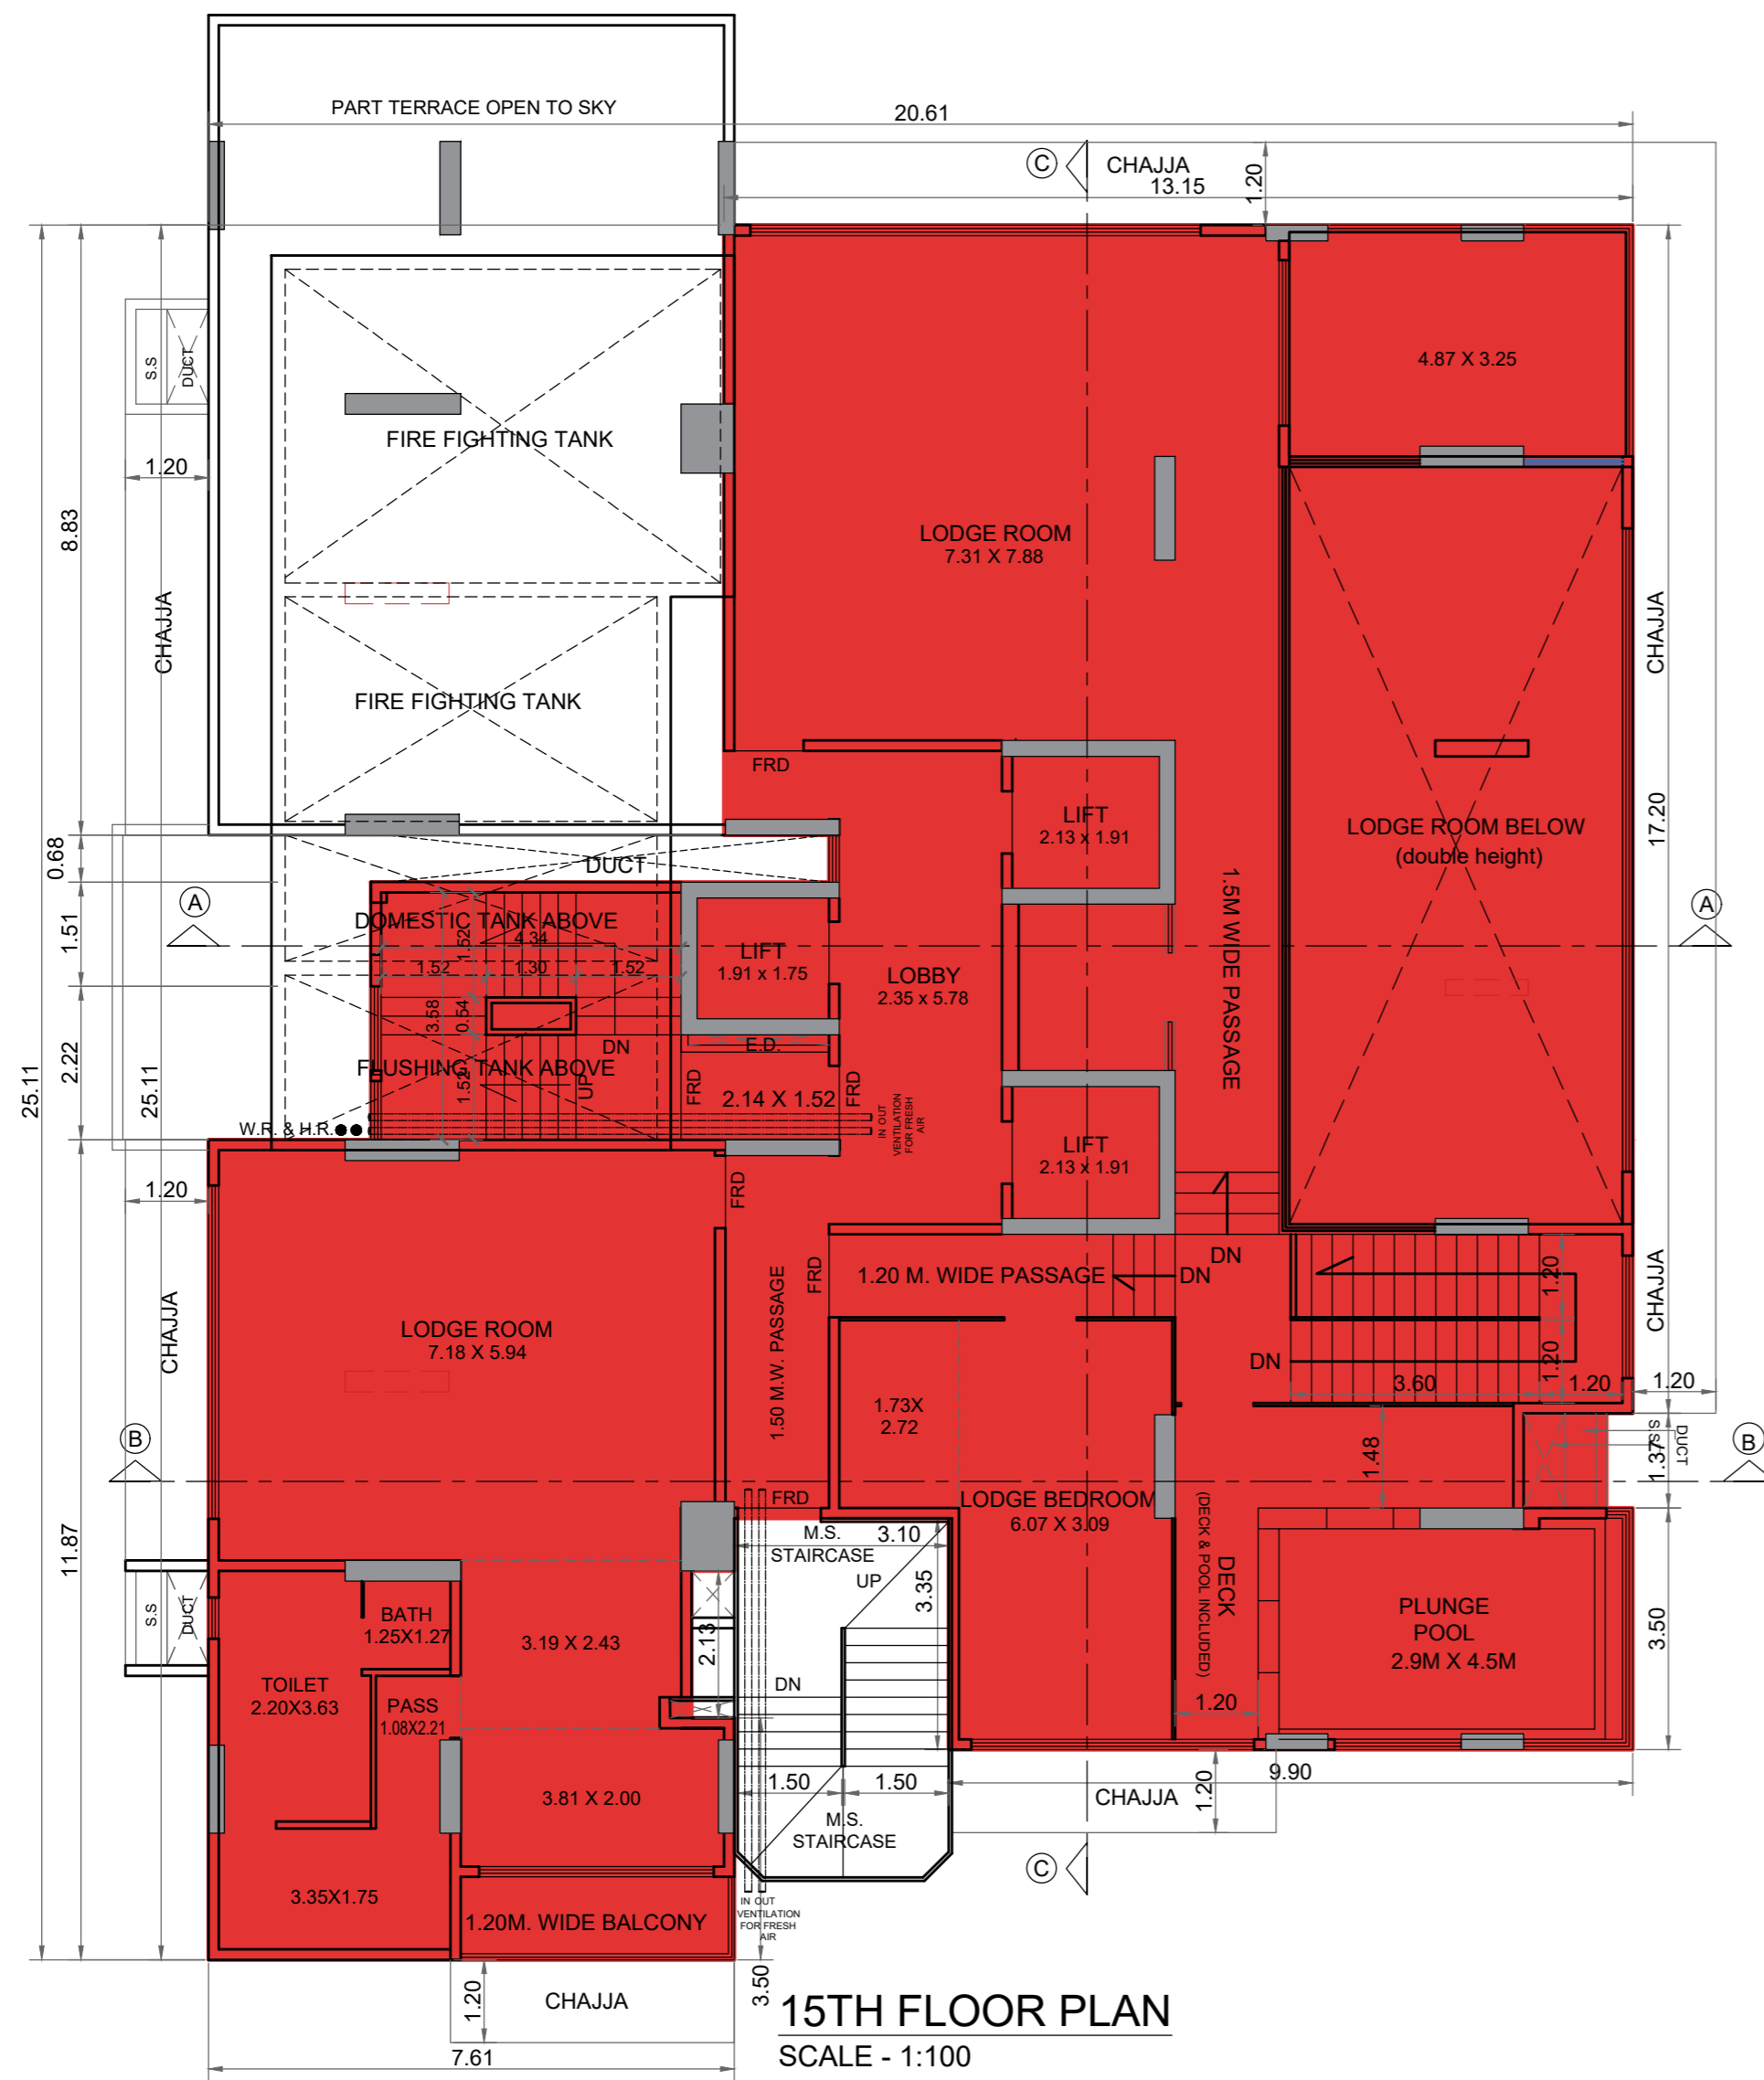 PART TERRACE OPEN TO SKY
20.61
C
CHAJJA
13.15
1.20
S.S
DUCT
4.87 X 3.25
FIRE FIGHTING TANK
1.20
8.83
LODGE ROOM
7.31 X 7.88
CHAJJA
CHAJJA
FIRE FIGHTING TANK
FRD
LIFT
2.13 x 1.91
LODGE ROOM BELOW
(double height)
17.20
0.68
DUCT
1.5M WIDE PASSAGE
A
A
1.51
DOMESTIC TANK ABOVE
1.52
4.34
LIFT
1.91 x 1.75
LOBBY
2.35 x 5.78
1.52
1.30
1.52
3.58
0.54
DN
E.D.
25.11
2.22
25.11
FLUSHING TANK ABOVE
1.52
UP
FRD
2.14 X 1.52
FRD
IN OUT
VENTILATION
FOR FRESH
AIR
W.R. & H.R.
LIFT
2.13 x 1.91
1.20
FRD
DN
1.20 M. WIDE PASSAGE
DN
FRD
1.20
CHAJJA
CHAJJA
LODGE ROOM
7.18 X 5.94
1.50 M.W. PASSAGE
DN
1.20
3.60
1.20
1.20
1.73X
2.72
B
B
1.48
S.S
DUCT
1.37
FRD
LODGE BEDROOM
6.07 X 3.09
11.87
M.S.
STAIRCASE
3.10
UP
3.35
DECK
(DECK & POOL INCLUDED)
S.S
DUCT
BATH
1.25X1.27
3.19 X 2.43
2.13
PLUNGE
POOL
2.9M X 4.5M
3.50
TOILET
2.20X3.63
PASS
1.08X2.21
DN
1.20
3.81 X 2.00
1.50
1.50
9.90
CHAJJA
1.20
M.S.
STAIRCASE
C
3.35X1.75
1.20M. WIDE BALCONY
IN OUT
VENTILATION
FOR FRESH
AIR
3.50
1.20
CHAJJA
7.61
15TH FLOOR PLAN
SCALE - 1:100